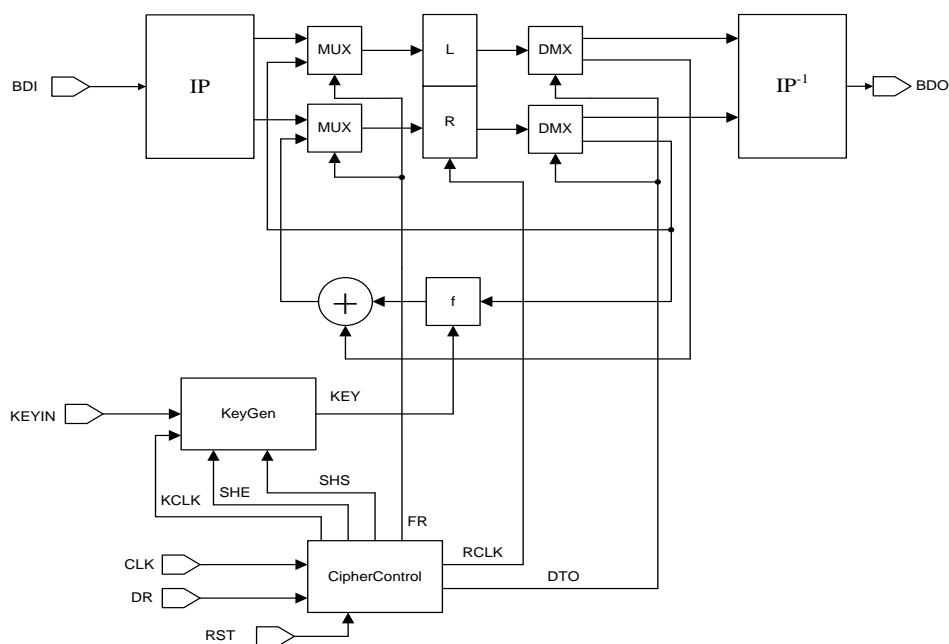 MUX
L
DMX
BDI
IP
IP-1
BDO
MUX
R
DMX
+
f
KEYIN
KeyGen
KEY
KCLK
SHE
SHS
FR
CLK
CipherControl
RCLK
DTO
DR
RST